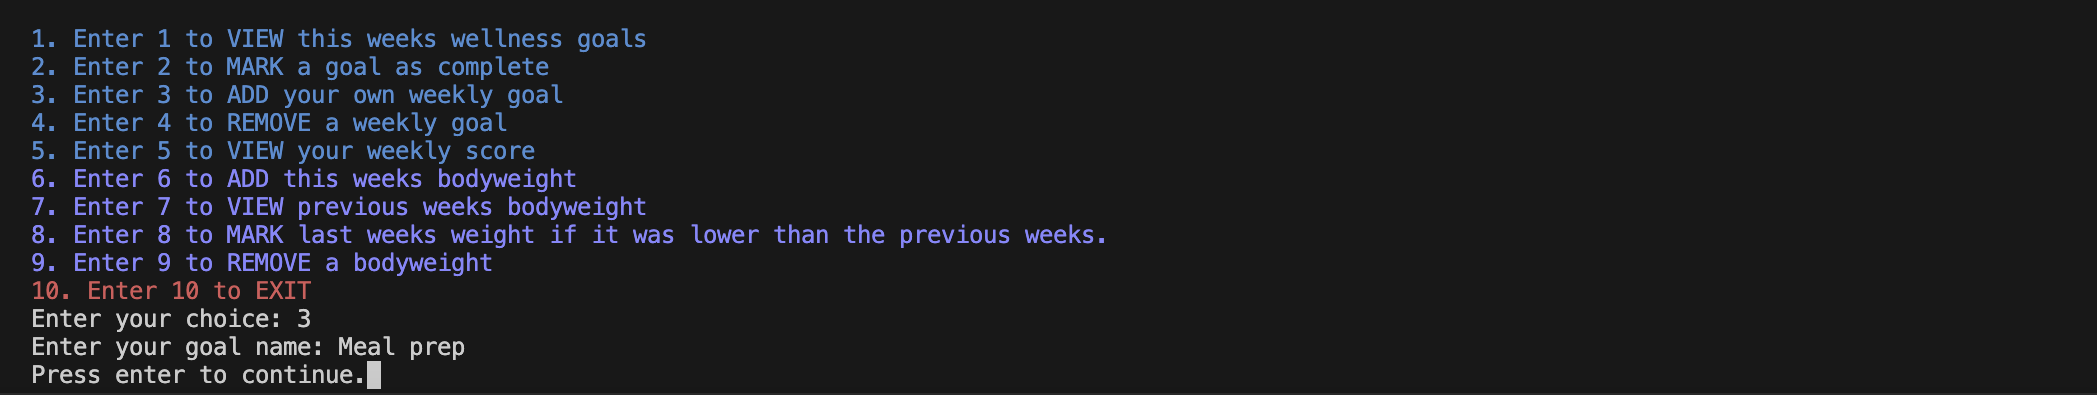 1. Enter 1 to VIEW this weeks wellness goals
2. Enter 2 to MARK a goal as complete
3. Enter 3 to ADD your own weekly goal
4. Enter 4 to REMOVE a weekly goal
5. Enter 5 to VIEW your weekly score
6. Enter 6 to ADD this weeks bodyweight
7. Enter 7 to VIEW previous weeks bodyweight
8. Enter 8 to MARK last weeks weight if it was lower than the previous weeks.
9. Enter 9 to REMOVE a bodyweight
10. Enter 10 to EXIT
Enter your choice: 3
Enter your goal name: Meal prep
Press enter to continue.